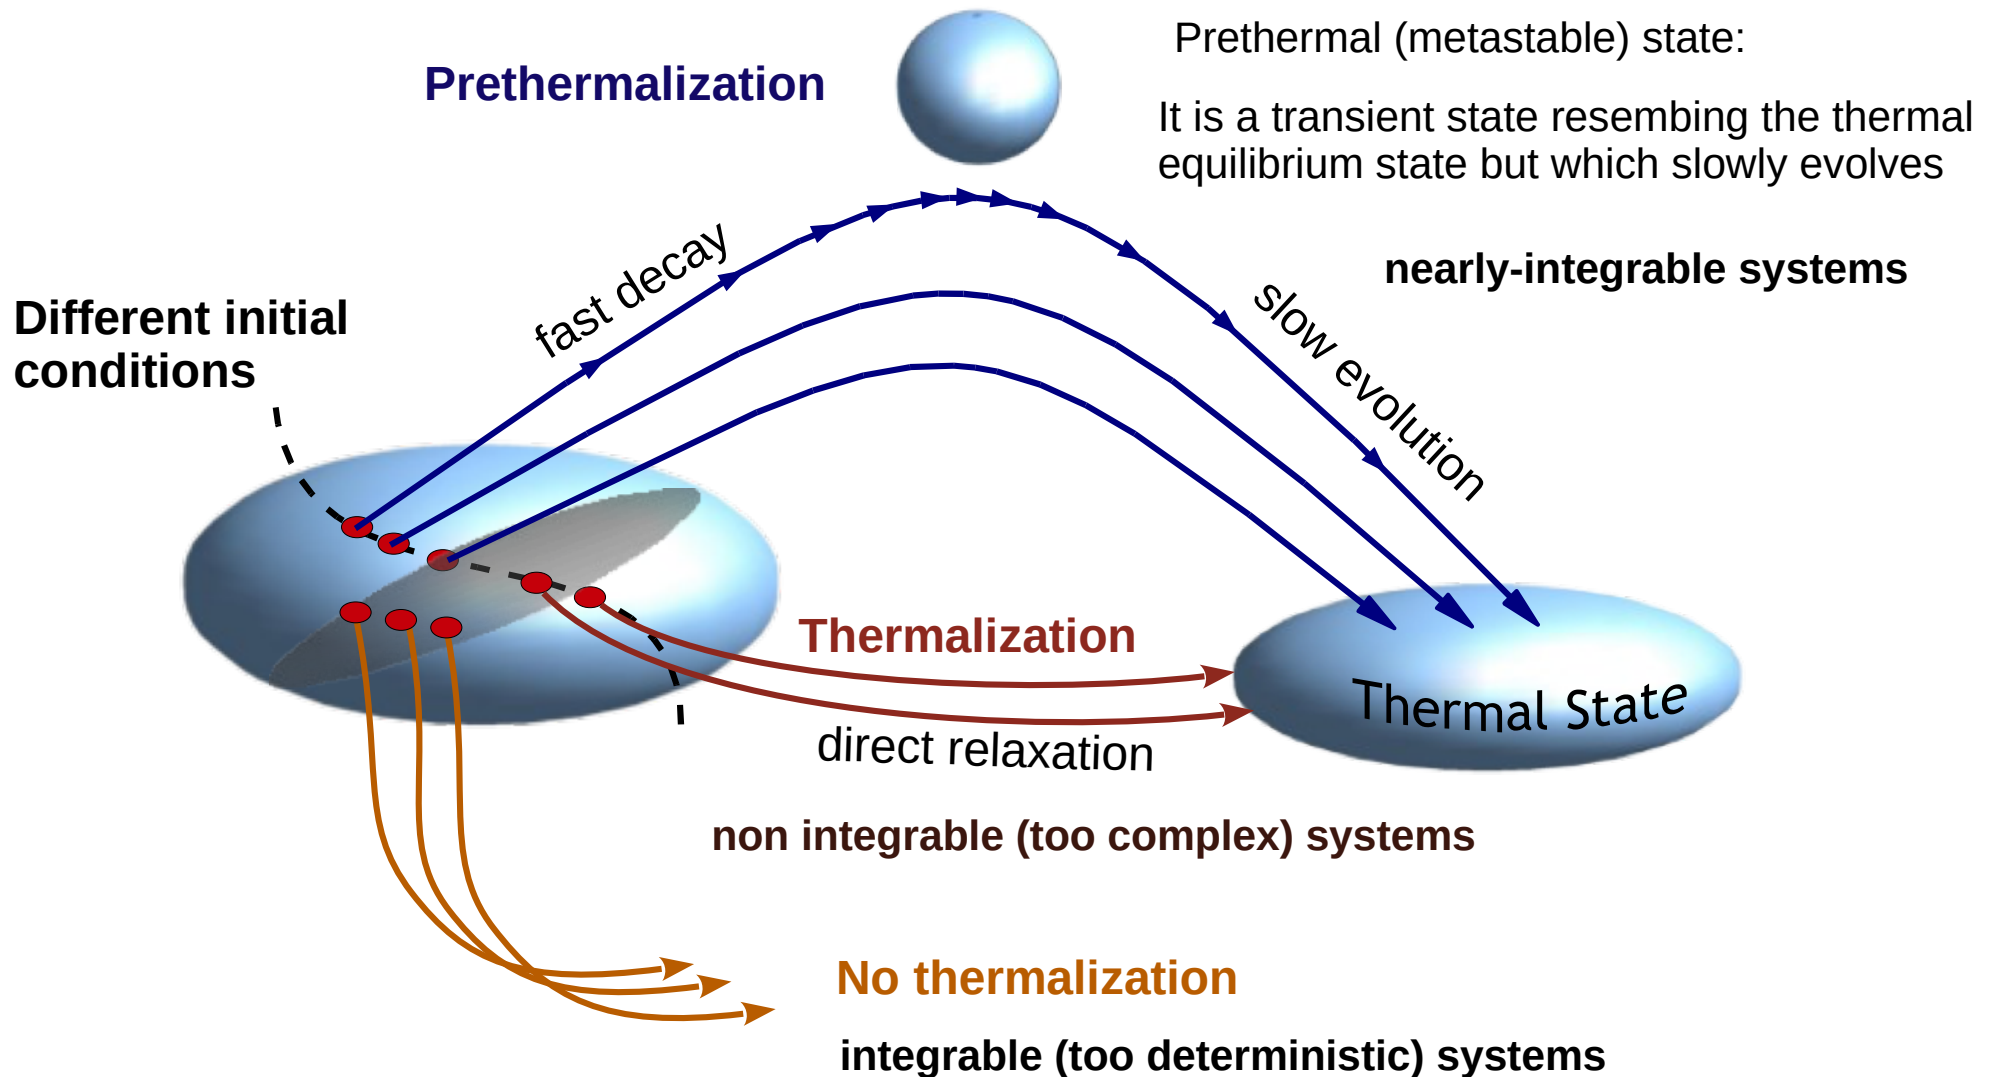 Prethermalization
Prethermal (metastable) state:
It is a transient state resembing the thermal
equilibrium state but which slowly evolves
nearly-integrable systems
fast decay
slow evolution
Different initial
conditions
Thermalization
direct relaxation
Thermal State
non integrable (too complex) systems
No thermalization
integrable (too deterministic) systems